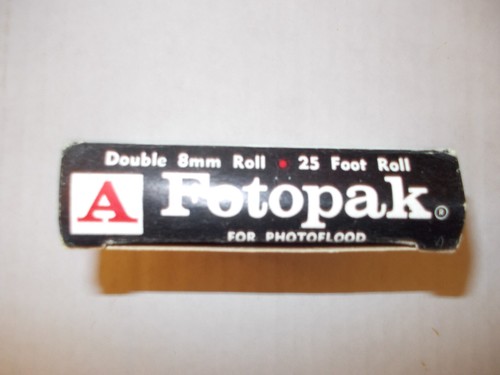 Double 8mm Roll • 25 Foot Roll
A Fotopak®
FOR PHOTOFLOOD